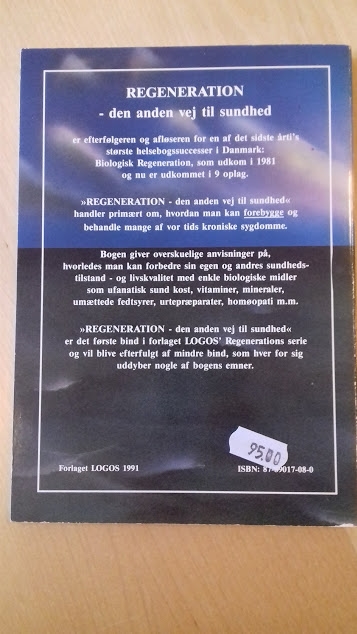 REGENERATION
- den anden vej til sundhed
er efterfølgeren og afløseren for en af det sidste årti's
største helsebogssuccesser i Danmark:
Biologisk Regeneration, som udkom i 1981
og nu er udkommet i 9 oplag.
»REGENERATION - den anden vej til sundhed«
handler primært om, hvordan man kan forebygge og
behandle mange af vor tids kroniske sygdomme.
Bogen giver overskuelige anvisninger på,
hvorledes man kan forbedre sin egen og andres sundheds-
tilstand - og livskvalitet med enkle biologiske midler
som ufanatisk sund kost, vitaminer, mineraler,
umættede fedtsyrer, urtepræparater, homøopati m.m.
»REGENERATION - den anden vej til sundhed«
er det første bind i forlaget LOGOS' Regenerations serie
og vil blive efterfulgt af mindre bind, som hver for sig
uddyber nogle af bogens emner.
95.00
Forlaget LOGOS 1991
ISBN: 87-9017-08-0